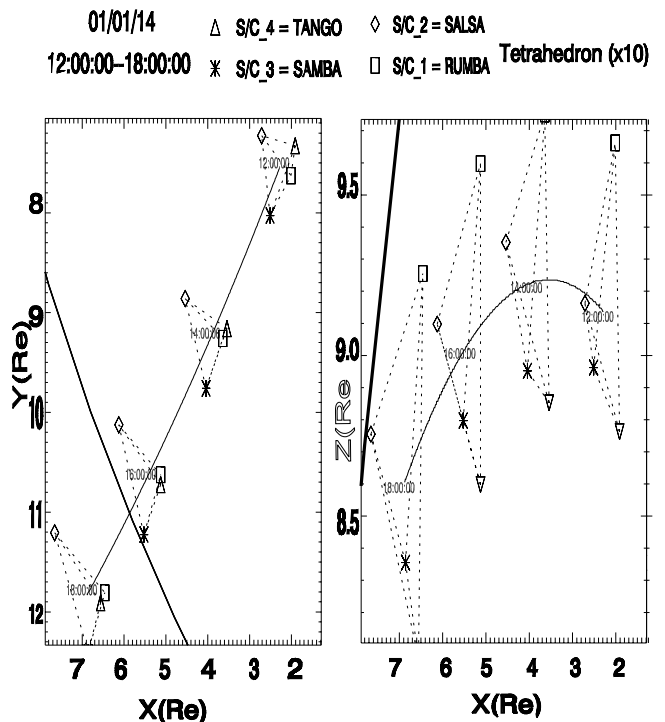 01/01/14
12:00:00–18:00:00
S/C_4 = TANGO
S/C_3 = SAMBA
S/C_2 = SALSA
S/C_1 = RUMBA
Tetrahedron (x10)
Y(Re)
8
9
10
11
12
12:00:00
14:00:00
16:00:00
18:00:00
7 6 5 4 3 2
X(Re)
Z(Re
9.5
9.0
8.5
14:00:00
12:00:00
16:00:00
18:00:00
7 6 5 4 3 2
X(Re)